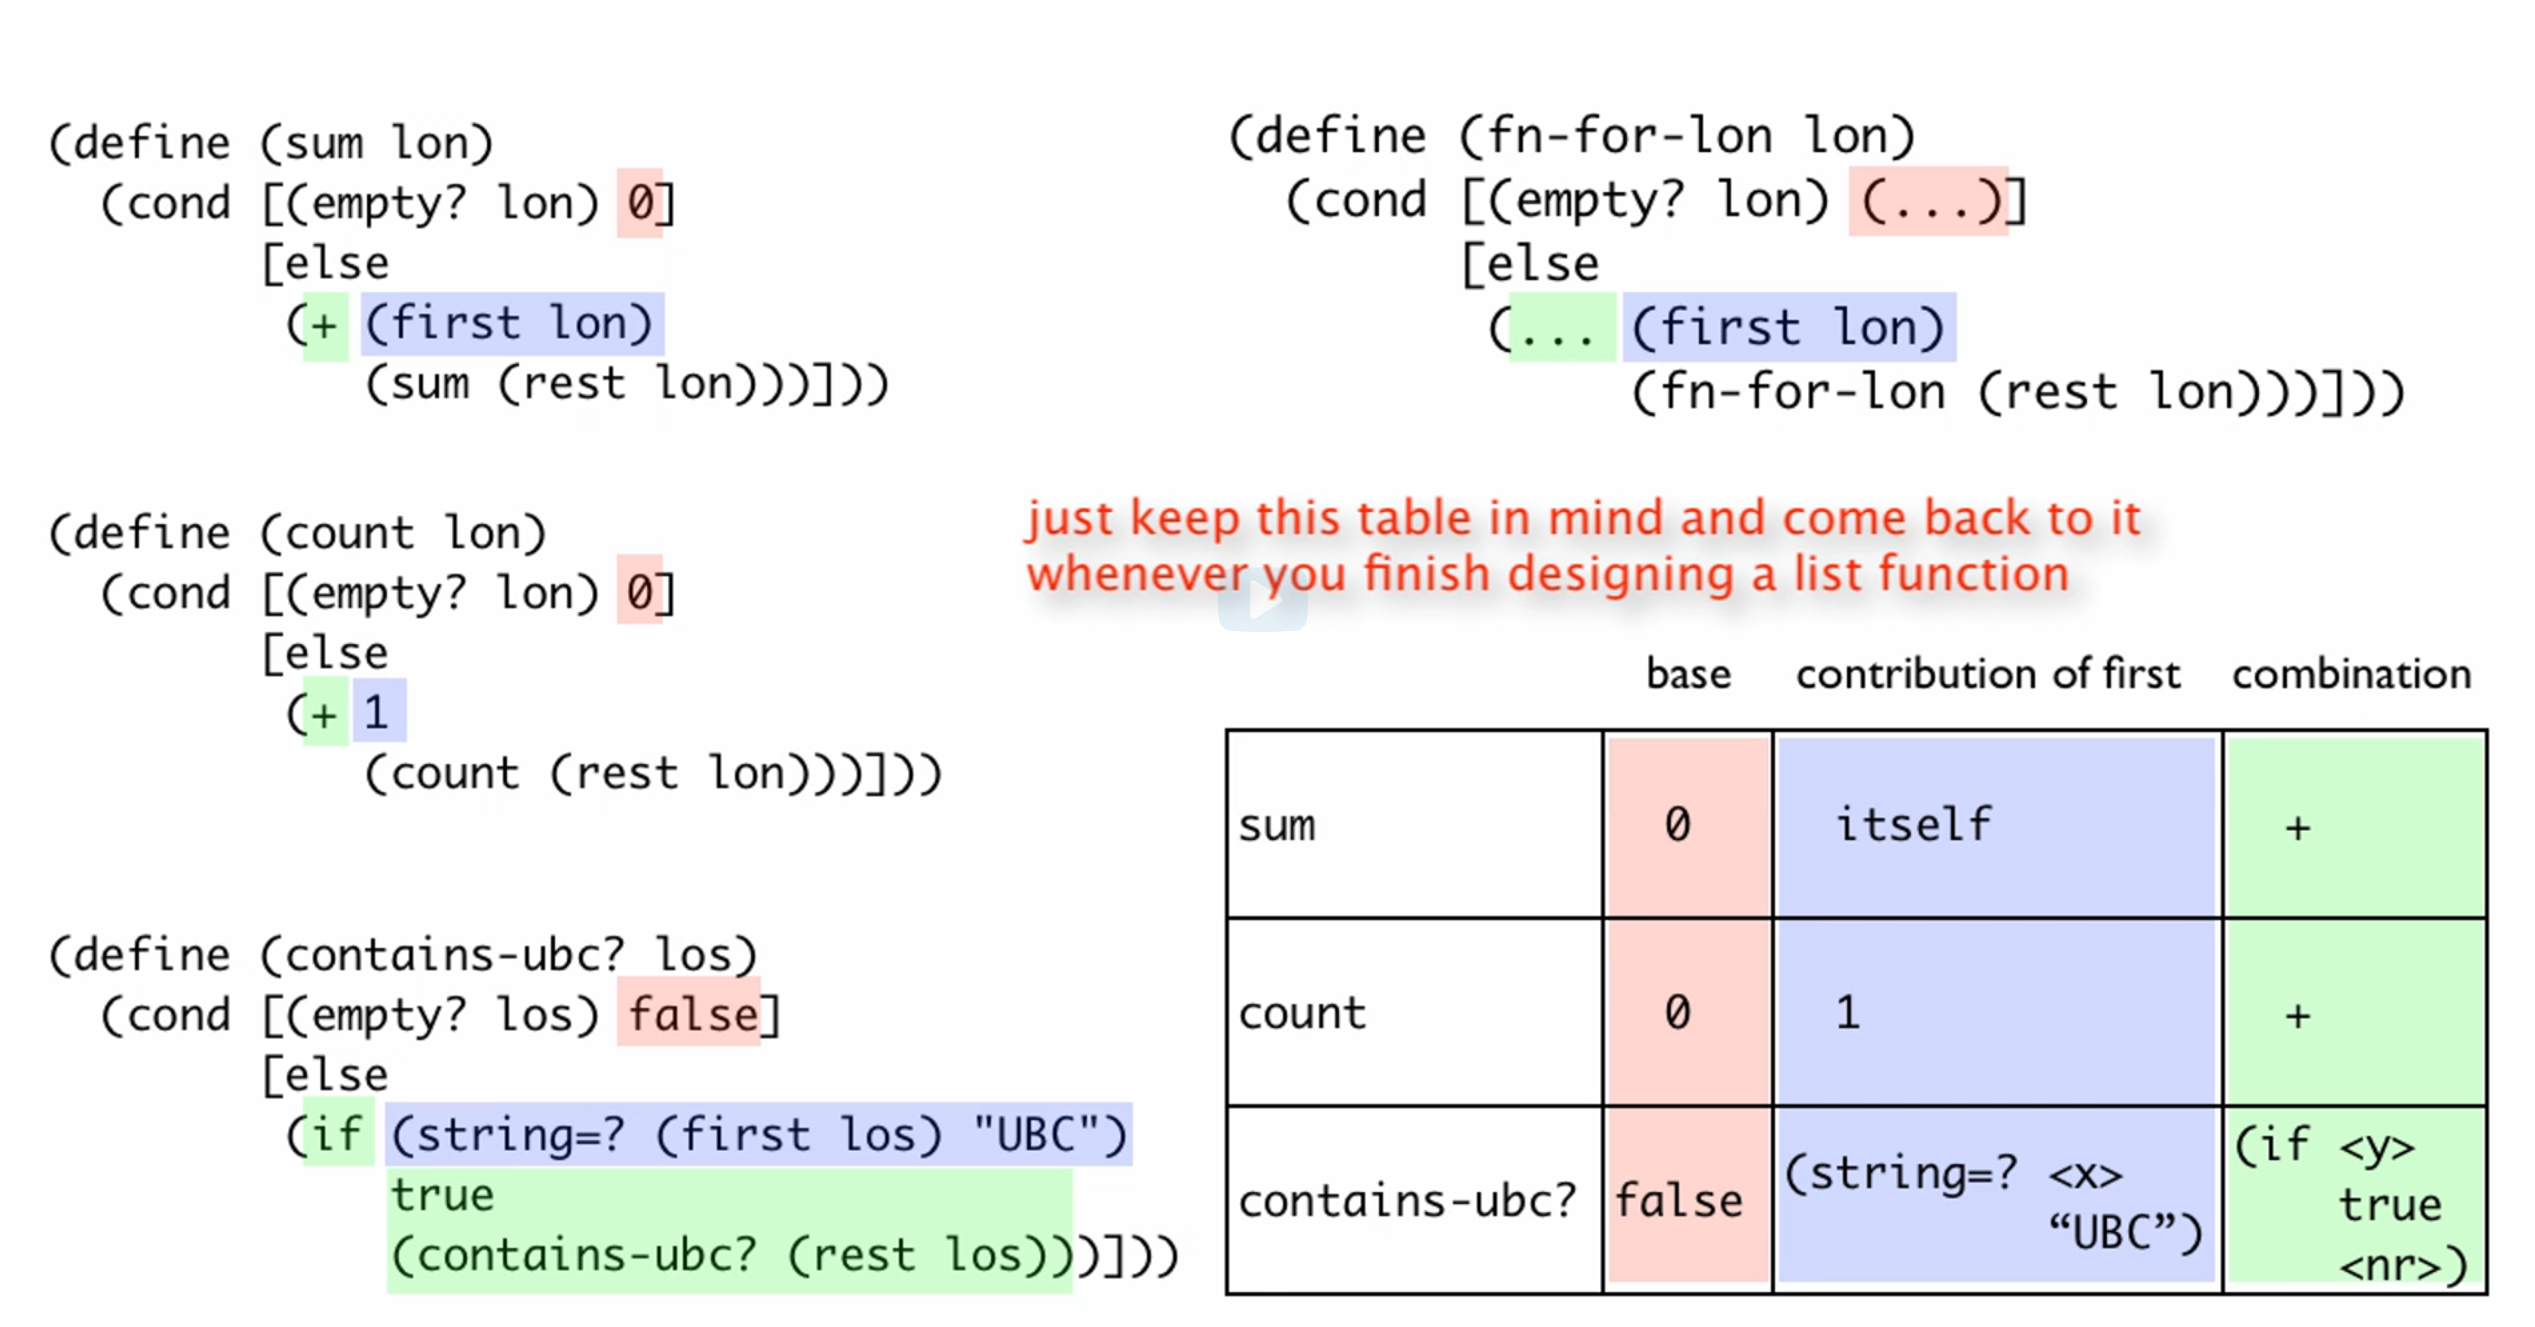 (define (sum lon)
  (cond [(empty? lon) 0]
        [else
         (+ (first lon)
            (sum (rest lon)))]))
(define (count lon)
  (cond [(empty? lon) 0]
        [else
         (+ 1
            (count (rest lon)))]))
(define (contains-ubc? los)
  (cond [(empty? los) false]
        [else
         (if (string=? (first los) "UBC")
             true
             (contains-ubc? (rest los)))]))
(define (fn-for-lon lon)
  (cond [(empty? lon) (...)]
        [else
         (... (first lon)
              (fn-for-lon (rest lon)))]))
just keep this table in mind and come back to it
whenever you finish designing a list function
base contribution of first combination
sum 0 itself +
count 0 1 +
contains-ubc? false (string=? <x> “UBC”) (if <y> true <nr>)